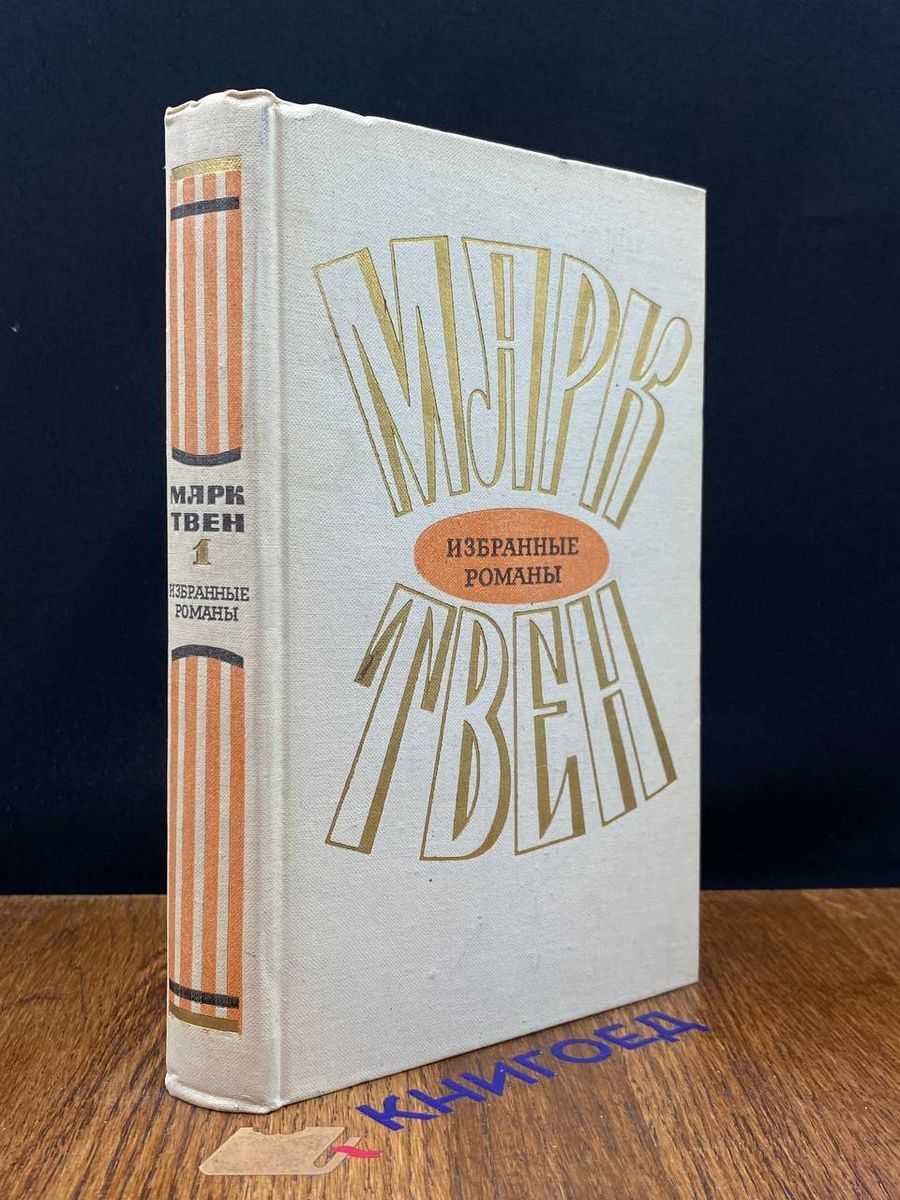 МАРК
ТВЕН
1
ИЗБРАННЫЕ
РОМАНЫ
МАРК
ИЗБРАННЫЕ
РОМАНЫ
ТВЕН
КНИГОЕД